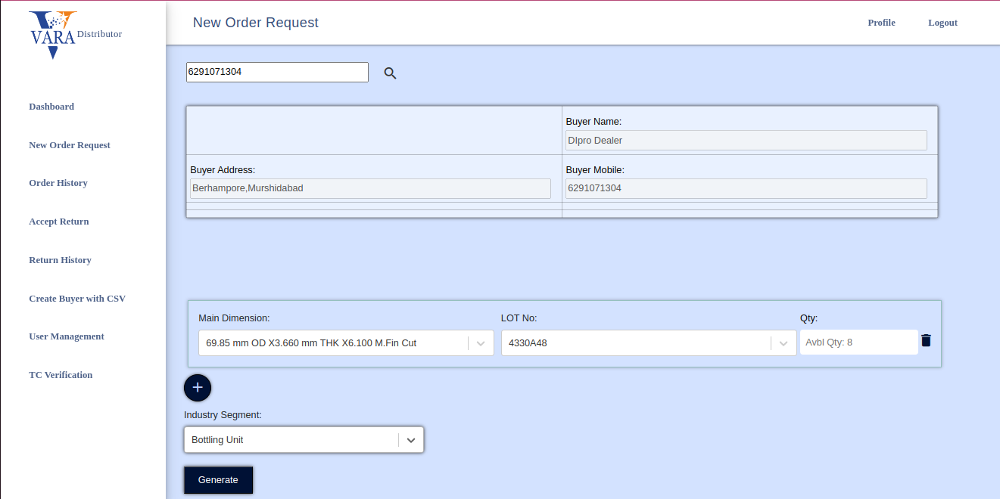 VARA Distributor
New Order Request
Profile
Logout
Dashboard
New Order Request
Order History
Accept Return
Return History
Create Buyer with CSV
User Management
TC Verification
6291071304
Buyer Name:
DIpro Dealer
Buyer Address:
Berhampore,Murshidabad
Buyer Mobile:
6291071304
Main Dimension:
69.85 mm OD X3.660 mm THK X6.100 M.Fin Cut
LOT No:
4330A48
Qty:
Avbl Qty: 8
Industry Segment:
Bottling Unit
Generate